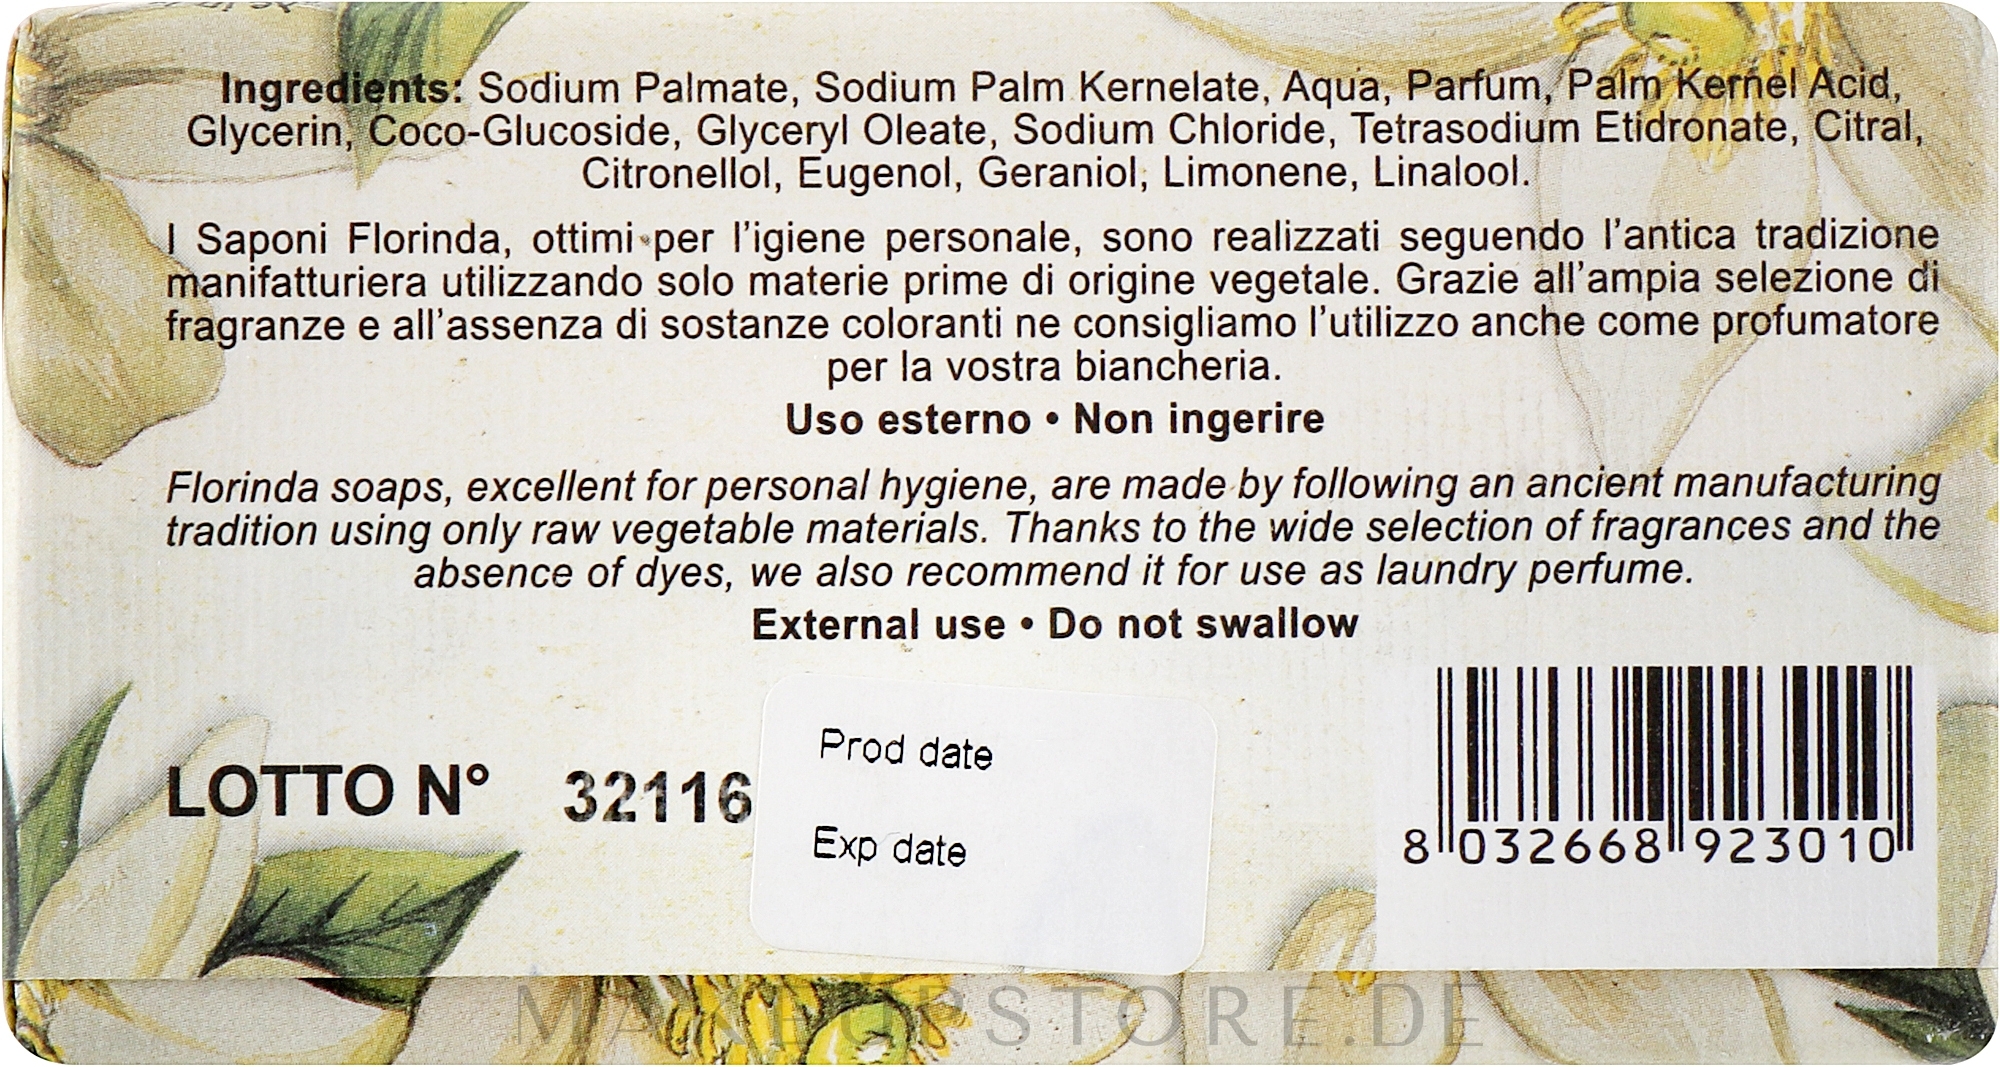 Ingredients: Sodium Palmate, Sodium Palm Kernelate, Aqua, Parfum, Palm Kernel Acid,
Glycerin, Coco-Glucoside, Glyceryl Oleate, Sodium Chloride, Tetrasodium Etidronate, Citral,
Citronellol, Eugenol, Geraniol, Limonene, Linalool.
I Saponi Florinda, ottimi per l'igiene personale, sono realizzati seguendo l'antica tradizione
manifatturiera utilizzando solo materie prime di origine vegetale. Grazie all'ampia selezione di
fragranze e all'assenza di sostanze coloranti ne consigliamo l'utilizzo anche come profumatore
per la vostra biancheria.
Uso esterno • Non ingerire
Florinda soaps, excellent for personal hygiene, are made by following an ancient manufacturing
tradition using only raw vegetable materials. Thanks to the wide selection of fragrances and the
absence of dyes, we also recommend it for use as laundry perfume.
External use • Do not swallow
LOTTO N° 32116
Prod date
Exp date
8 032668 923010
MAKEUPSTORE.DE